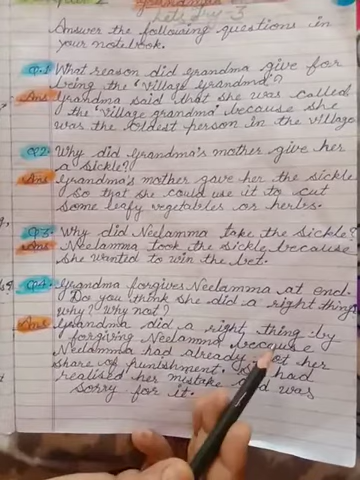 Grandma
Let's try 3
Answer the following questions in
your notebook.
Q.1 What reason did grandma give for
being the 'village grandma'?
Ans Grandma said that she was called
the 'village grandma' because she
was the oldest person in the village
Q2. Why did Grandma's mother give her
a sickle?
Ans Grandma's mother gave her the sickle
so that she could use it to cut
some leafy vegetables or herbs.
Q3. Why did Neelamma take the sickle?
Ans Neelamma took the sickle because
she wanted to win the bet.
Q4. Grandma forgives Neelamma at end.
Do you think she did a right thing
why? Why not?
Ans Grandma did a right thing by
forgiving Neelamma because
Neelamma had already got her
share of punishment. had
realised her mistake and was
sorry for it.